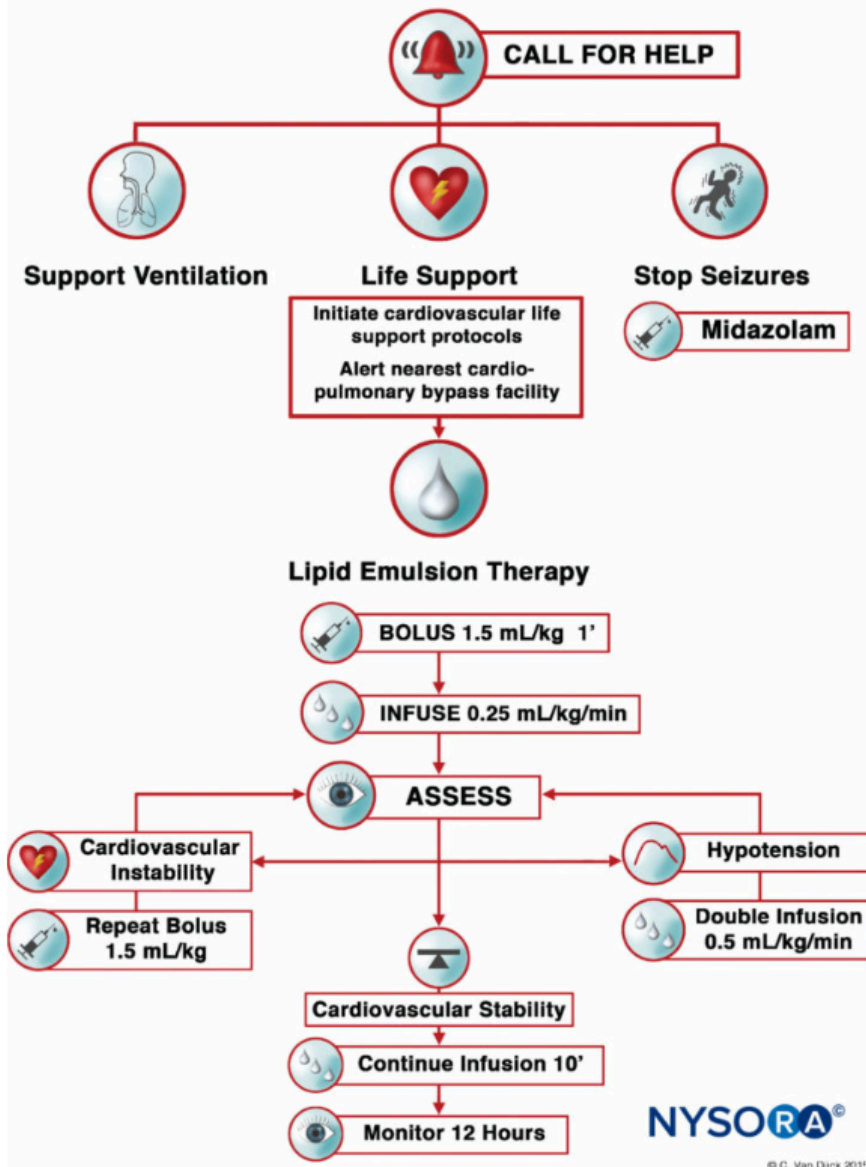 CALL FOR HELP
Support Ventilation
Life Support
Stop Seizures
Initiate cardiovascular life
support protocols
Alert nearest cardio-
pulmonary bypass facility
Midazolam
Lipid Emulsion Therapy
BOLUS 1.5 mL/kg 1’
INFUSE 0.25 mL/kg/min
ASSESS
Cardiovascular
Instability
Hypotension
Repeat Bolus
1.5 mL/kg
Double Infusion
0.5 mL/kg/min
Cardiovascular Stability
Continue Infusion 10’
Monitor 12 Hours
NYSORA©